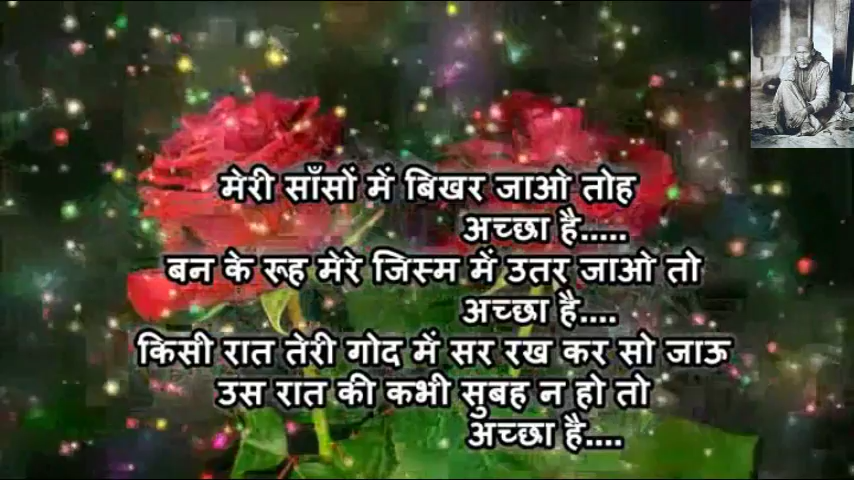 मेरी साँसों में बिखर जाओ तोह
अच्छा है.....
बन के रूह मेरे जिस्म में उतर जाओ तो
अच्छा है....
किसी रात तेरी गोद में सर रख कर सो जाऊ
उस रात की कभी सुबह न हो तो
अच्छा है....